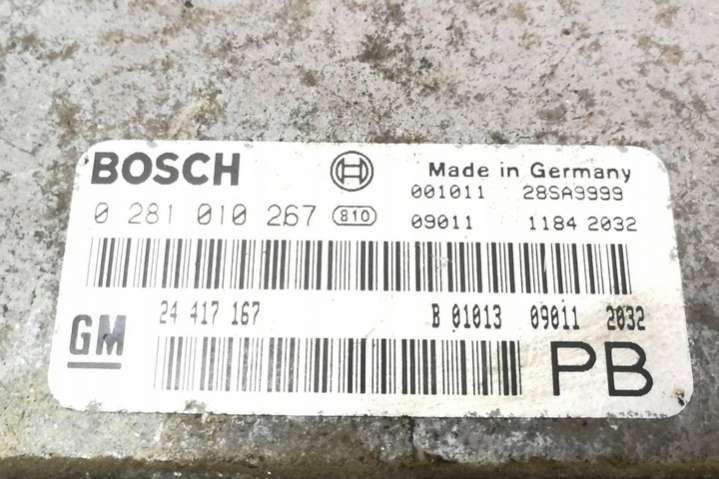 BOSCH Made in Germany
001011 28SA9999
0 281 010 267 810 09011 1184 2032
24 417 167 B 01013 09011 2032
GM PB